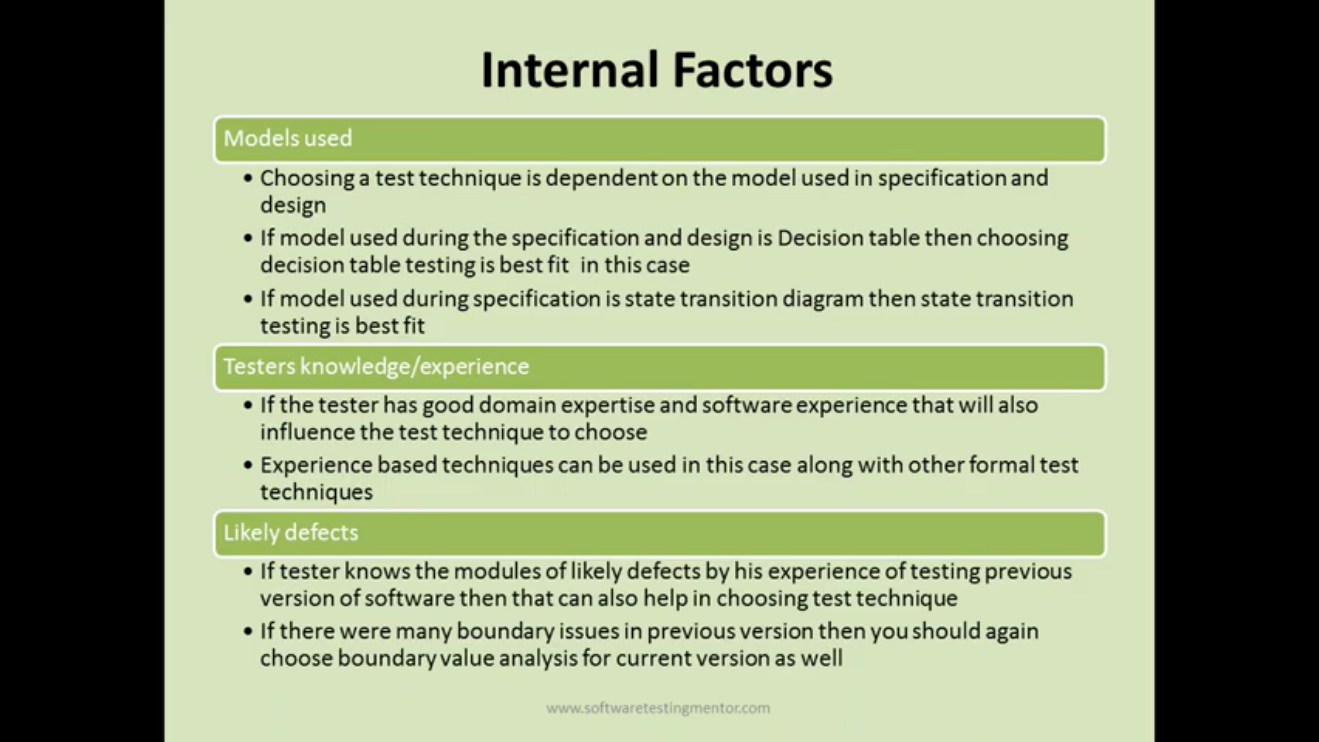 Internal Factors
Models used
• Choosing a test technique is dependent on the model used in specification and
design
• If model used during the specification and design is Decision table then choosing
decision table testing is best fit in this case
• If model used during specification is state transition diagram then state transition
testing is best fit
Testers knowledge/experience
• If the tester has good domain expertise and software experience that will also
influence the test technique to choose
• Experience based techniques can be used in this case along with other formal test
techniques
Likely defects
• If tester knows the modules of likely defects by his experience of testing previous
version of software then that can also help in choosing test technique
• If there were many boundary issues in previous version then you should again
choose boundary value analysis for current version as well
www.softwaretestingmentor.com